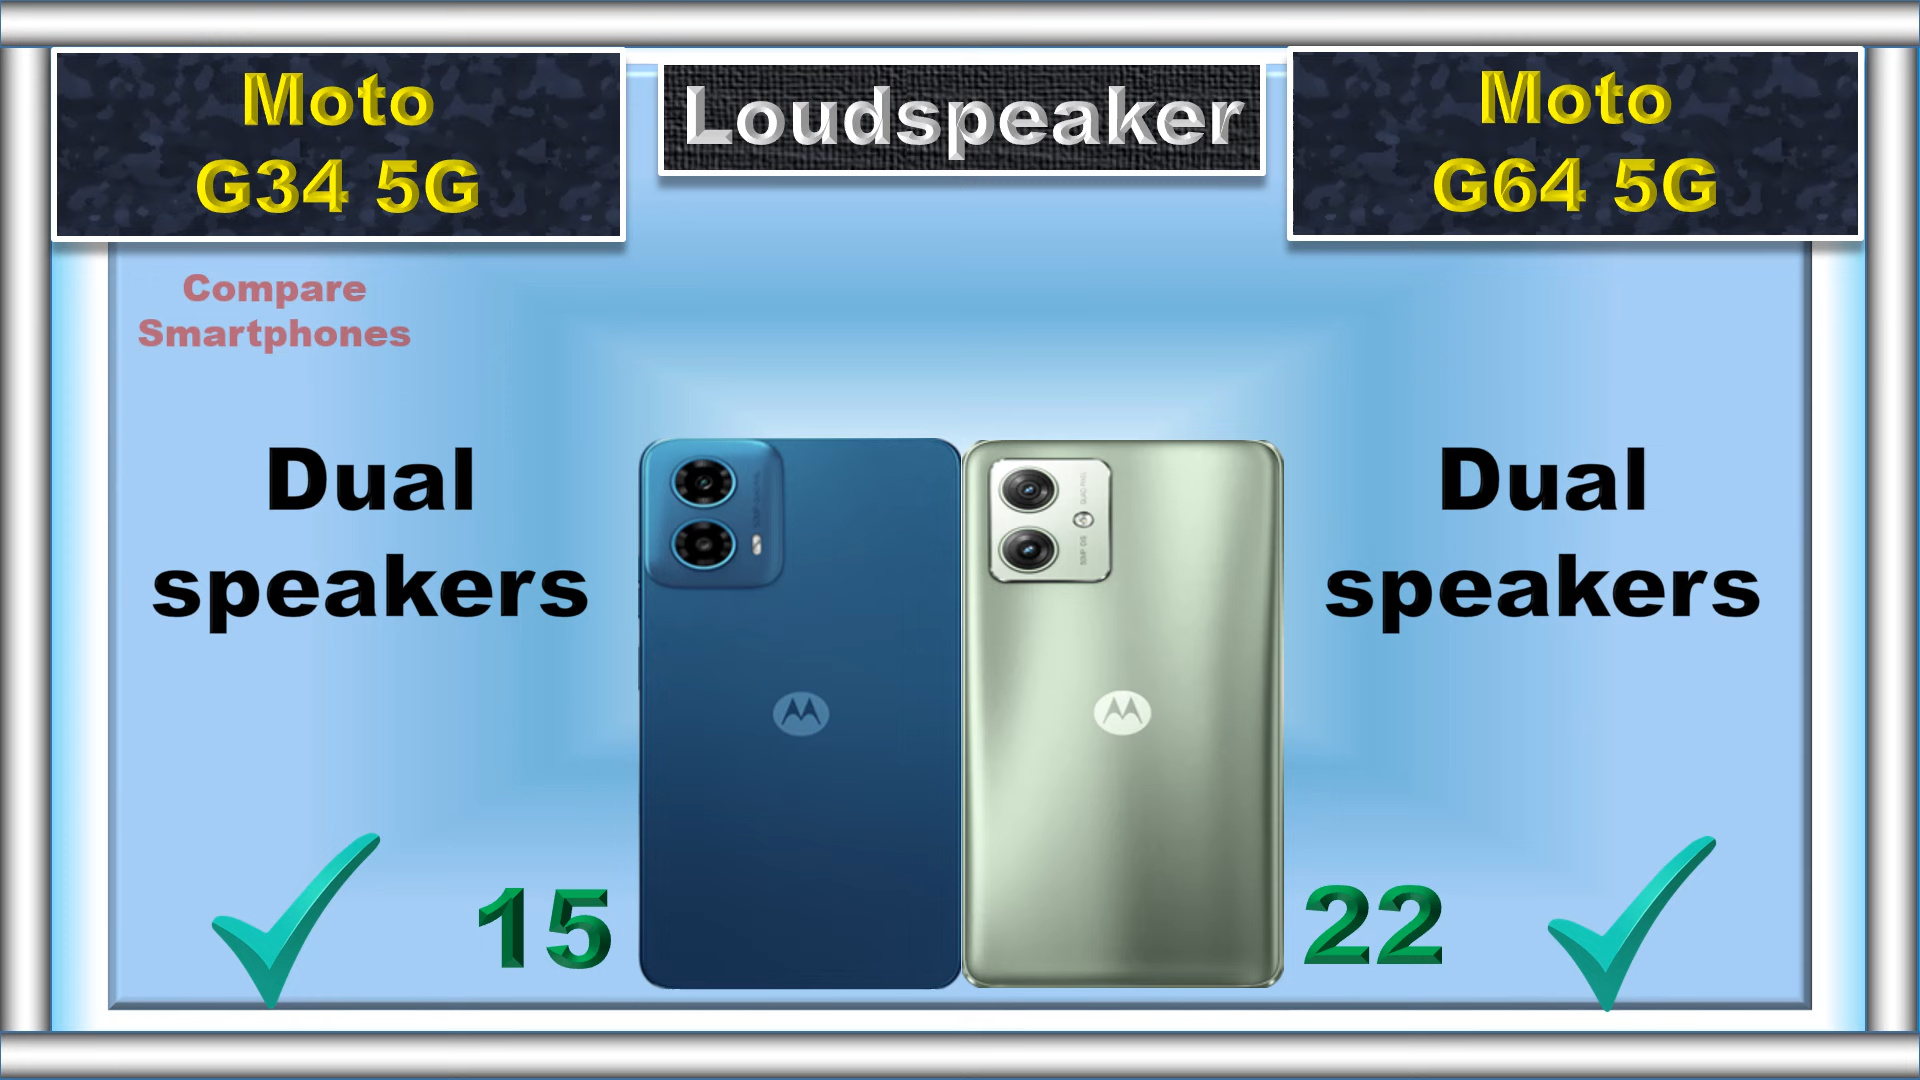 Moto
G34 5G
Loudspeaker
Moto
G64 5G
Compare
Smartphones
Dual
speakers
Dual
speakers
15
22